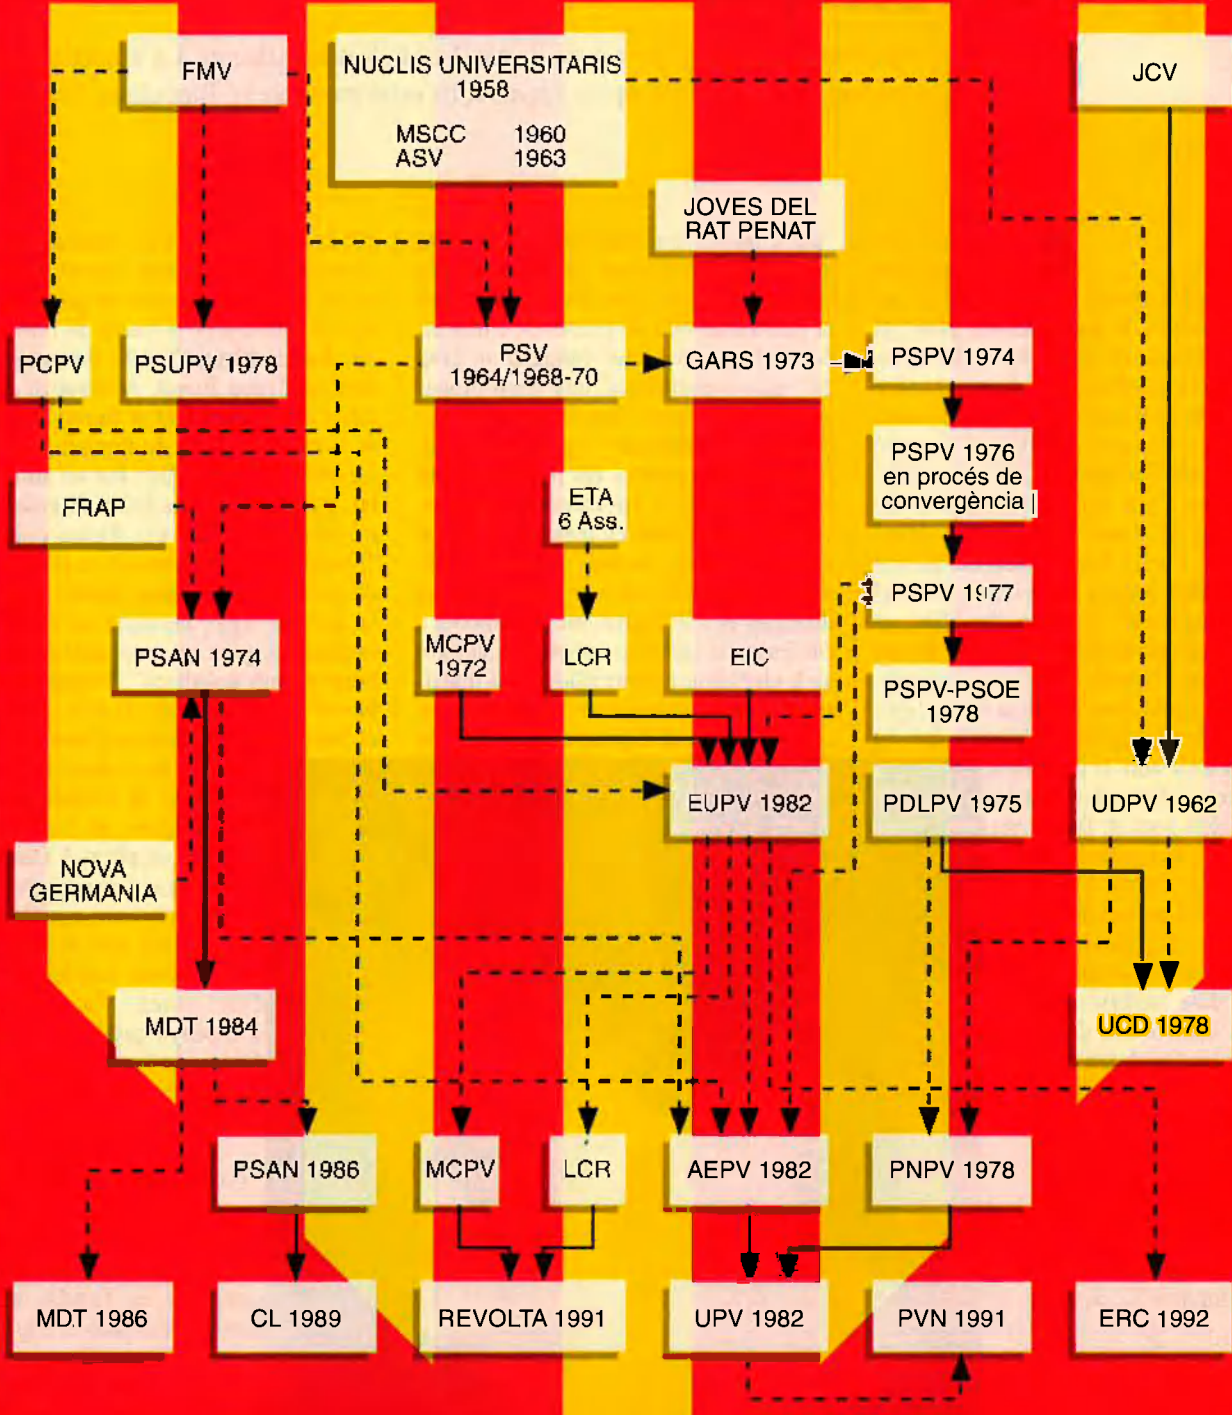 FMV
NUCLIS UNIVERSITARIS
1958
MSCC 1960
ASV 1963
JCV
JOVES DEL
RAT PENAT
PCPV
PSUPV 1978
PSV
1964/1968-70
GARS 1973
PSPV 1974
PSPV 1976
en procés de
convergència
FRAP
ETA
6 Ass.
PSPV 1977
PSAN 1974
MCPV
1972
LCR
EIC
PSPV-PSOE
1978
EUPV 1982
PDLPV 1975
UDPV 1962
NOVA
GERMANIA
MDT 1984
UCD 1978
PSAN 1986
MCPV
LCR
AEPV 1982
PNPV 1978
MDT 1986
CL 1989
REVOLTA 1991
UPV 1982
PVN 1991
ERC 1992